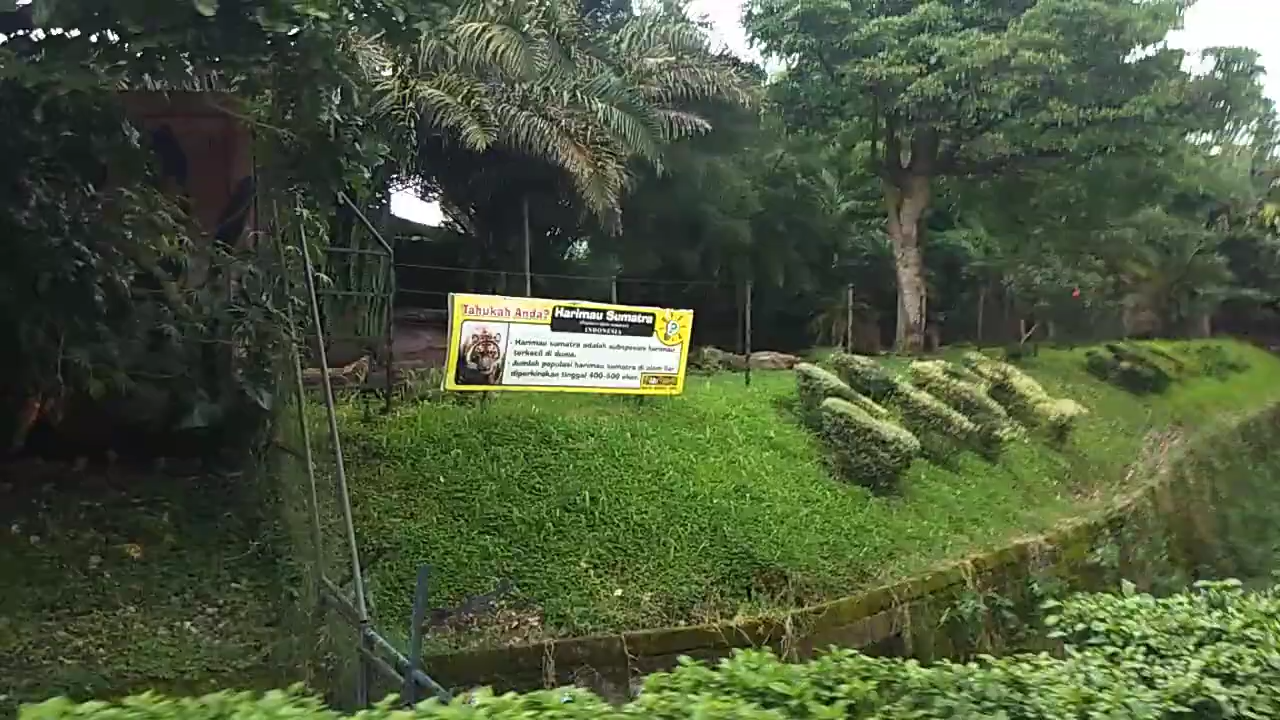 Tahukah Anda?
Harimau Sumatra
INDONESIA
- Harimau sumatra adalah subspesies harimau
terkecil di dunia.
- Jumlah populasi harimau sumatra di alam liar
diperkirakan tinggal 400-500 ekor.